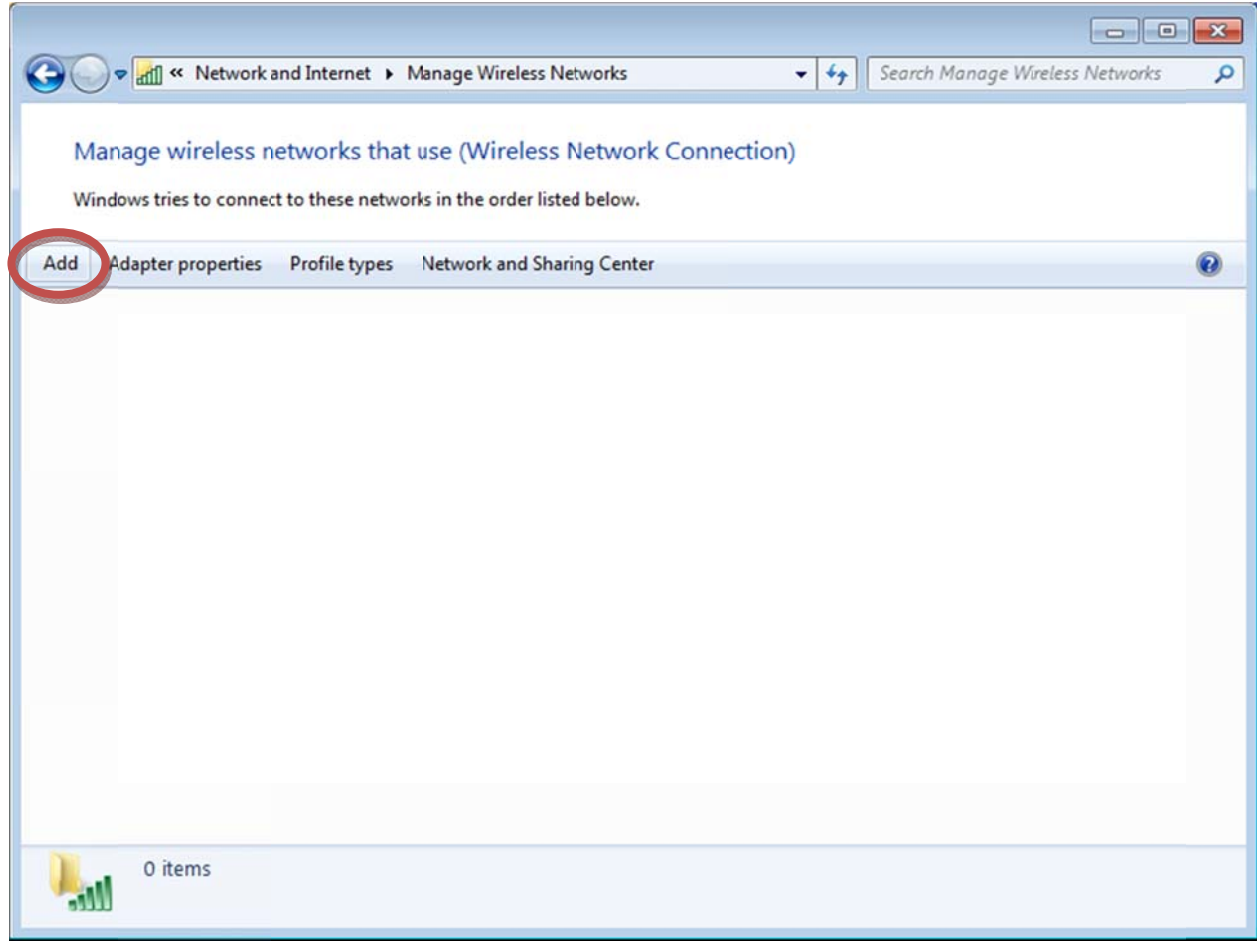 « Network and Internet ▸ Manage Wireless Networks Search Manage Wireless Networks
Manage wireless networks that use (Wireless Network Connection)
Windows tries to connect to these networks in the order listed below.
Add Adapter properties Profile types Network and Sharing Center
0 items